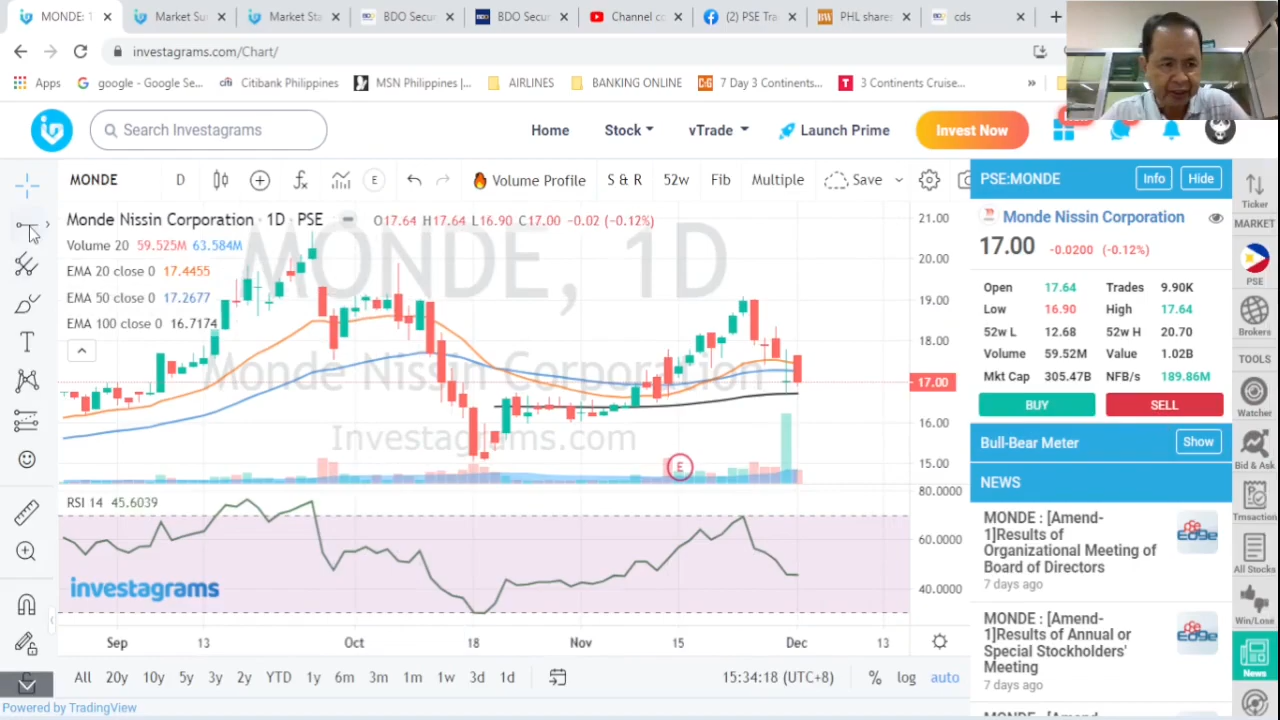 MONDE: 1
Market Su
Market Sta
BDO Secur
BDO Secur
Channel co
(2) PSE Tra
PHL share
cds
investagrams.com/Chart/
Apps
google - Google Se...
Citibank Philippines
MSN Philippines |...
AIRLINES
BANKING ONLINE
7 Day 3 Continents...
3 Continents Cruise...
»
Search Investagrams
Home
Stock
vTrade
Launch Prime
Invest Now
MONDE
D
E
Volume Profile
S & R
52w
Fib
Multiple
Save
Monde Nissin Corporation · 1D · PSE
O17.64 H17.64 L16.90 C17.00 -0.02 (-0.12%)
Volume 20 59.525M 63.584M
EMA 20 close 0 17.4455
EMA 50 close 0 17.2677
EMA 100 close 0 16.7174
MONDE, 1D
Monde Nissin Corporation
Investagrams.com
E
21.00
20.00
19.00
18.00
17.00
16.00
15.00
RSI 14 45.6039
80.0000
60.0000
40.0000
investagrams
Sep
13
Oct
18
Nov
15
Dec
13
All
20y
10y
5y
3y
2y
YTD
1y
6m
3m
1m
1w
3d
1d
15:34:18 (UTC+8)
%
log
auto
Powered by TradingView
PSE:MONDE
Info
Hide
Monde Nissin Corporation
17.00 -0.0200 (-0.12%)
Open 17.64 Trades 9.90K
Low 16.90 High 17.64
52w L 12.68 52w H 20.70
Volume 59.52M Value 1.02B
Mkt Cap 305.47B NFB/s 189.86M
BUY
SELL
Bull-Bear Meter
Show
NEWS
MONDE : [Amend-
1]Results of
Organizational Meeting of
Board of Directors
7 days ago
EDGE
MONDE : [Amend-
1]Results of Annual or
Special Stockholders'
Meeting
7 days ago
EDGE
MONDE : [Amend-
Ticker
MARKET
PSE
Brokers
TOOLS
Watcher
Bid & Ask
Trnsaction
All Stocks
Win/Lose
News